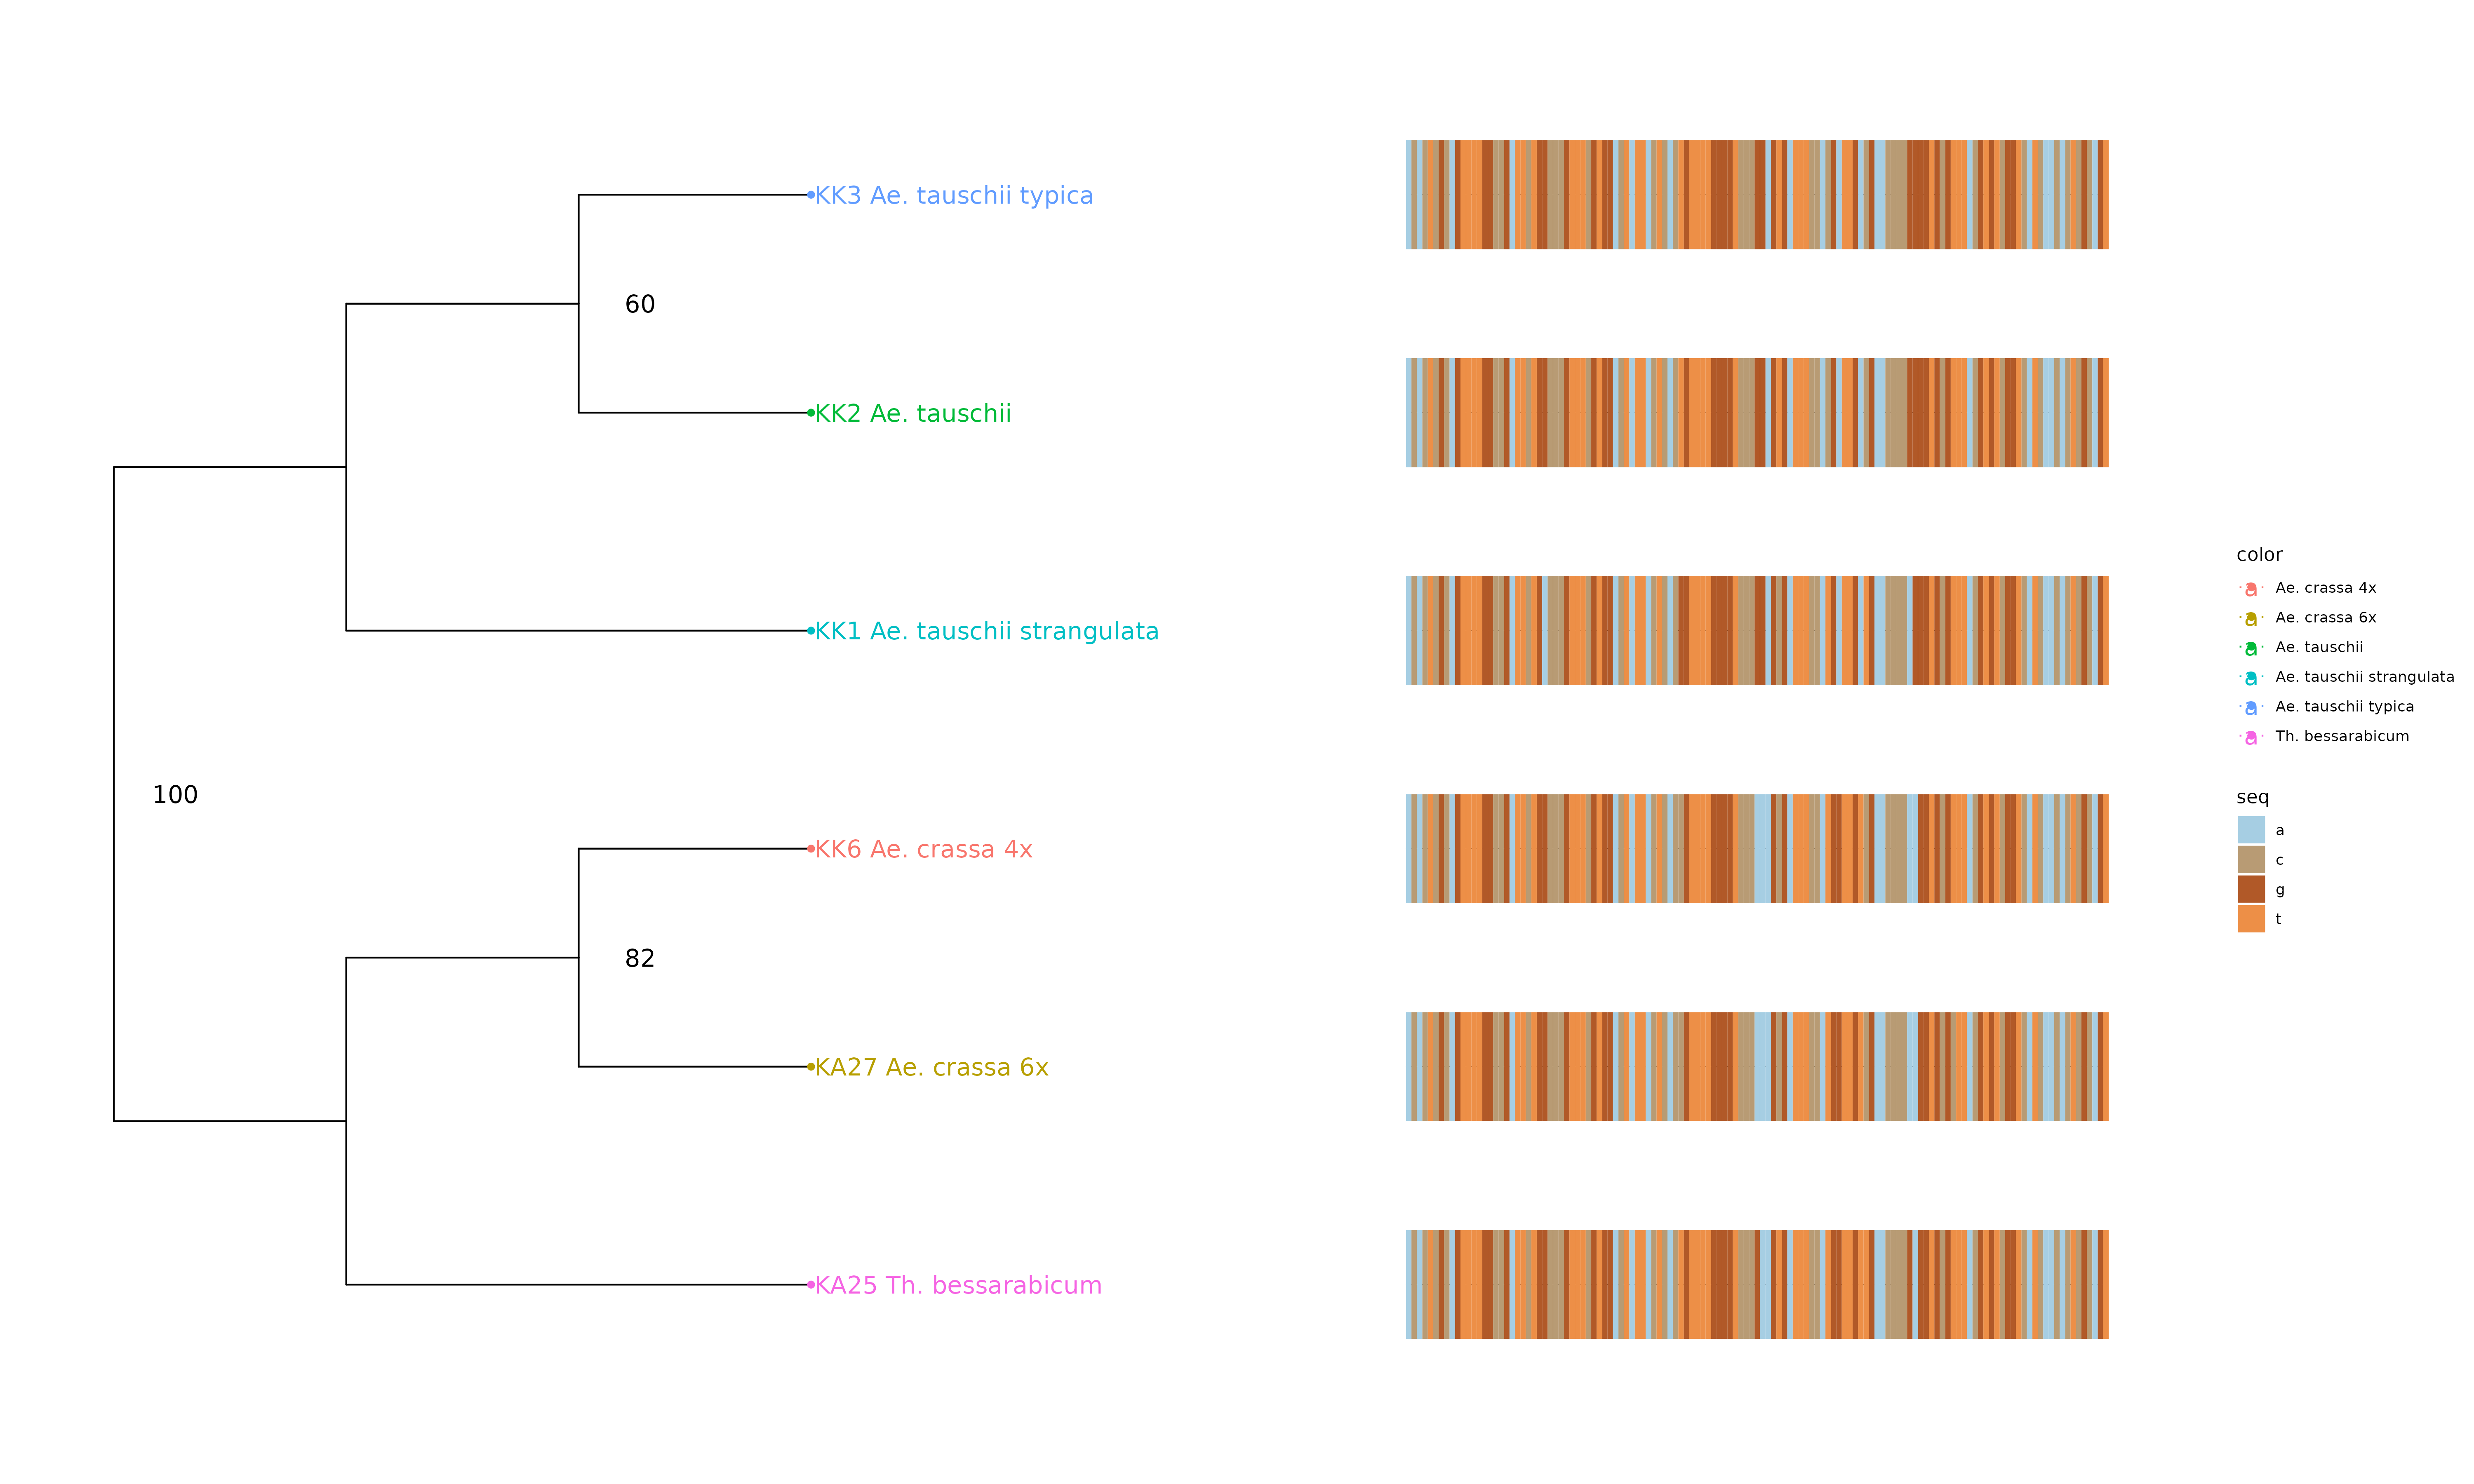 KK3 Ae. tauschii typica
60
KK2 Ae. tauschii
KK1 Ae. tauschii strangulata
100
KK6 Ae. crassa 4x
82
KA27 Ae. crassa 6x
KA25 Th. bessarabicum
color
a Ae. crassa 4x
a Ae. crassa 6x
a Ae. tauschii
a Ae. tauschii strangulata
a Ae. tauschii typica
a Th. bessarabicum
seq
a
c
g
t